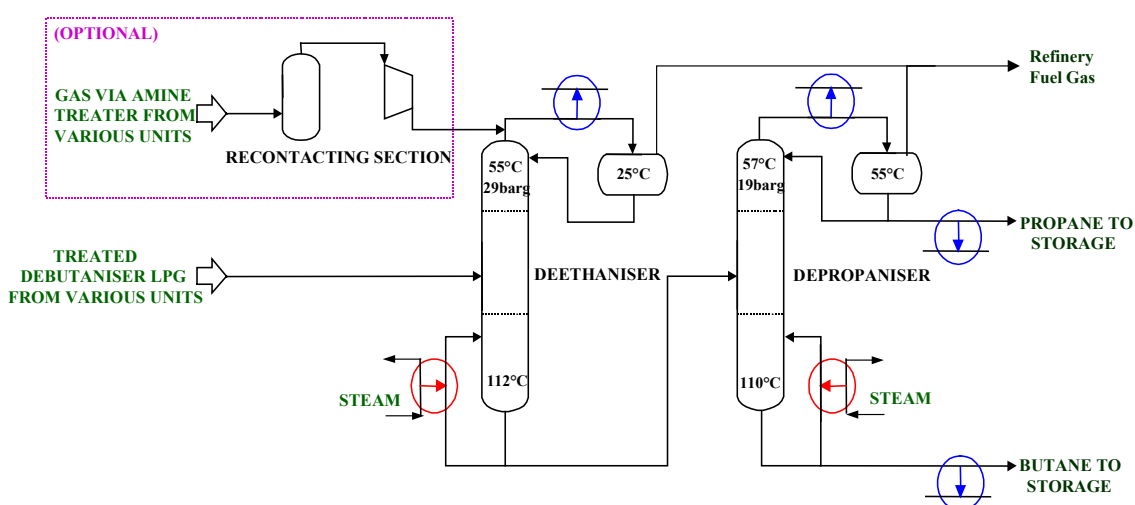 (OPTIONAL)
GAS VIA AMINE
TREATER FROM
VARIOUS UNITS
RECONTACTING SECTION
Refinery
Fuel Gas
55°C
29barg
25°C
57°C
19barg
55°C
PROPANE TO
STORAGE
TREATED
DEBUTANISER LPG
FROM VARIOUS UNITS
DEETHANISER
DEPROPANISER
112°C
STEAM
110°C
STEAM
BUTANE TO
STORAGE